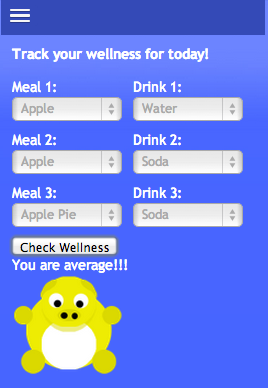 Track your wellness for today!
Meal 1: Drink 1:
Apple Water
Meal 2: Drink 2:
Apple Soda
Meal 3: Drink 3:
Apple Pie Soda
Check Wellness
You are average!!!